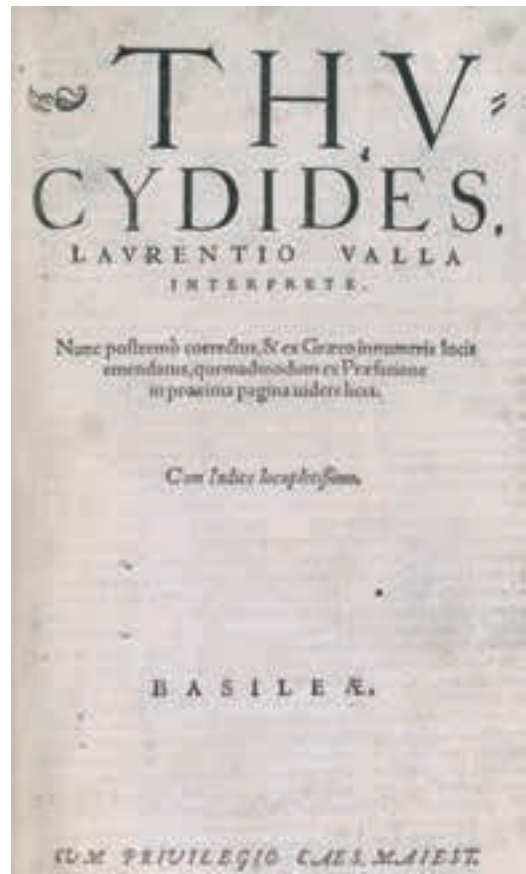 THV=
CYDIDES,
LAVRENTIO VALLA
INTERPRETE.
Nunc postremò correctus, & ex Græco innumeris locis
emendatus, quemadmodum ex Præfatione
in proxima pagina uidere licet.
Cum Indice locupletissimo.
BASILEÆ.
CVM PRIVILEGIO CAES. MAIEST.